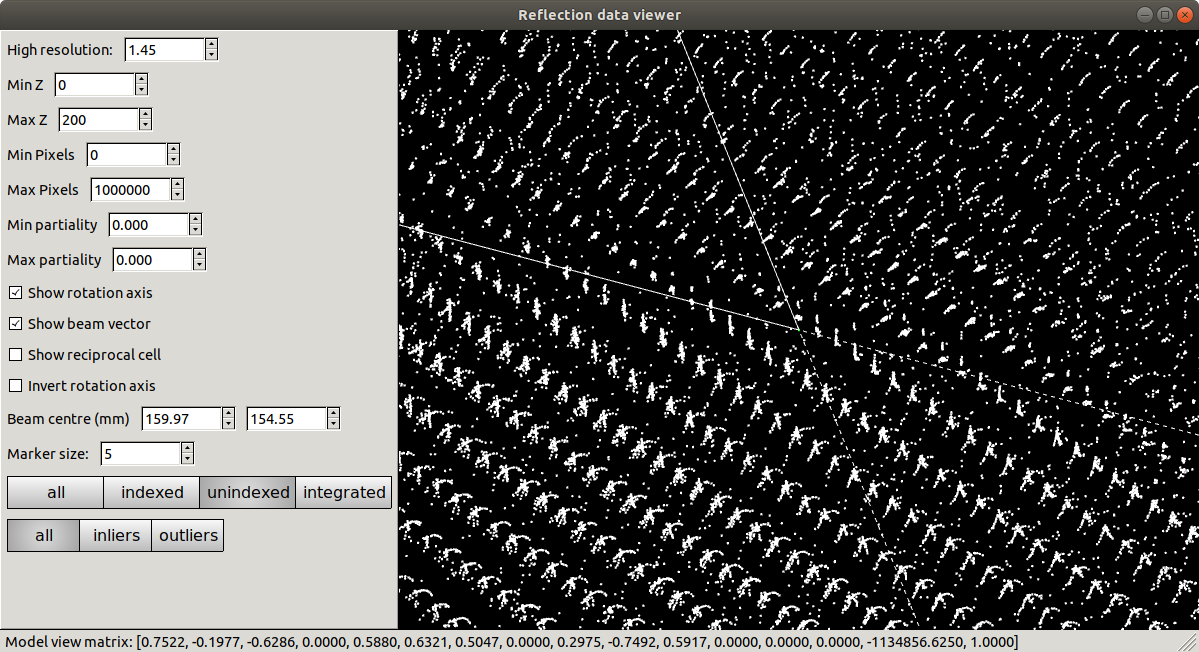 Reflection data viewer
High resolution: 1.45
Min Z 0
Max Z 200
Min Pixels 0
Max Pixels 1000000
Min partiality 0.000
Max partiality 0.000
Show rotation axis
Show beam vector
Show reciprocal cell
Invert rotation axis
Beam centre (mm) 159.97 154.55
Marker size: 5
all indexed unindexed integrated
all inliers outliers
Model view matrix: [0.7522, -0.1977, -0.6286, 0.0000, 0.5880, 0.6321, 0.5047, 0.0000, 0.2975, -0.7492, 0.5917, 0.0000, 0.0000, 0.0000, -1134856.6250, 1.0000]